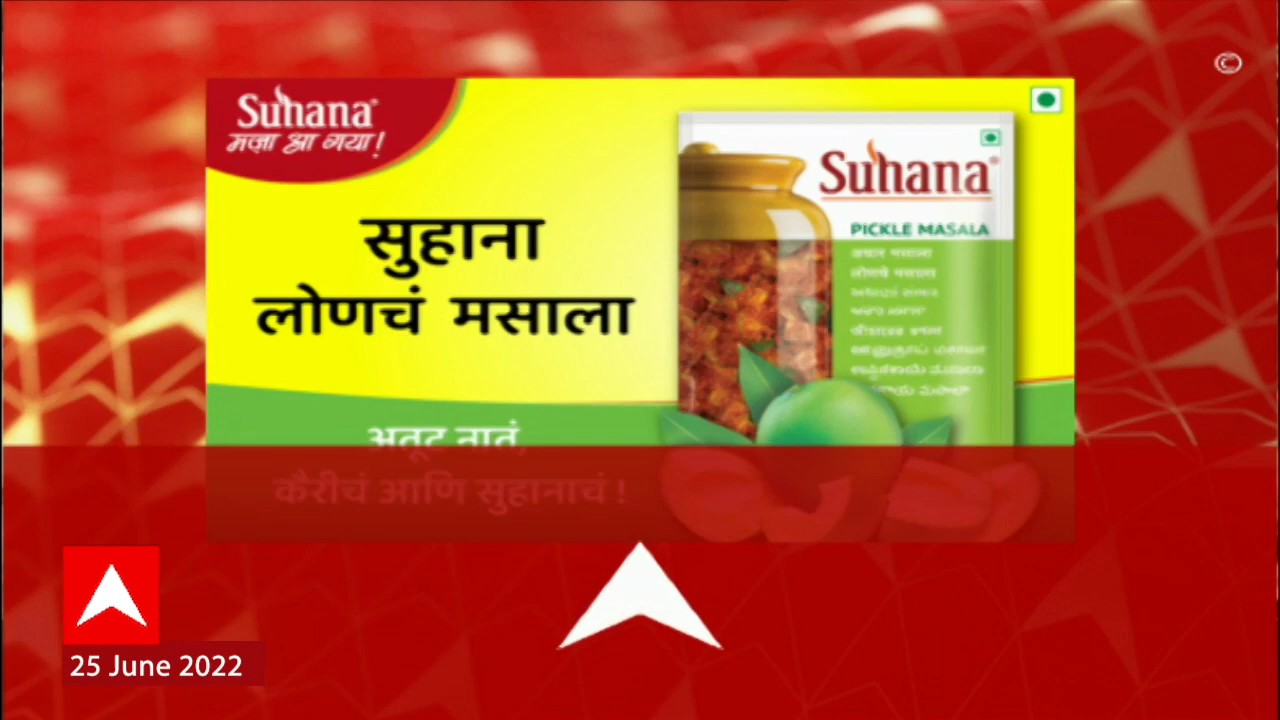 ©
Suhana®
मज़ा आ गया!
सुहाना
लोणचं मसाला
अतूट नातं,
कैरीचं आणि सुहानाचं !
Suhana®
PICKLE MASALA
अचार मसाला
लोणचे मसाला
25 June 2022